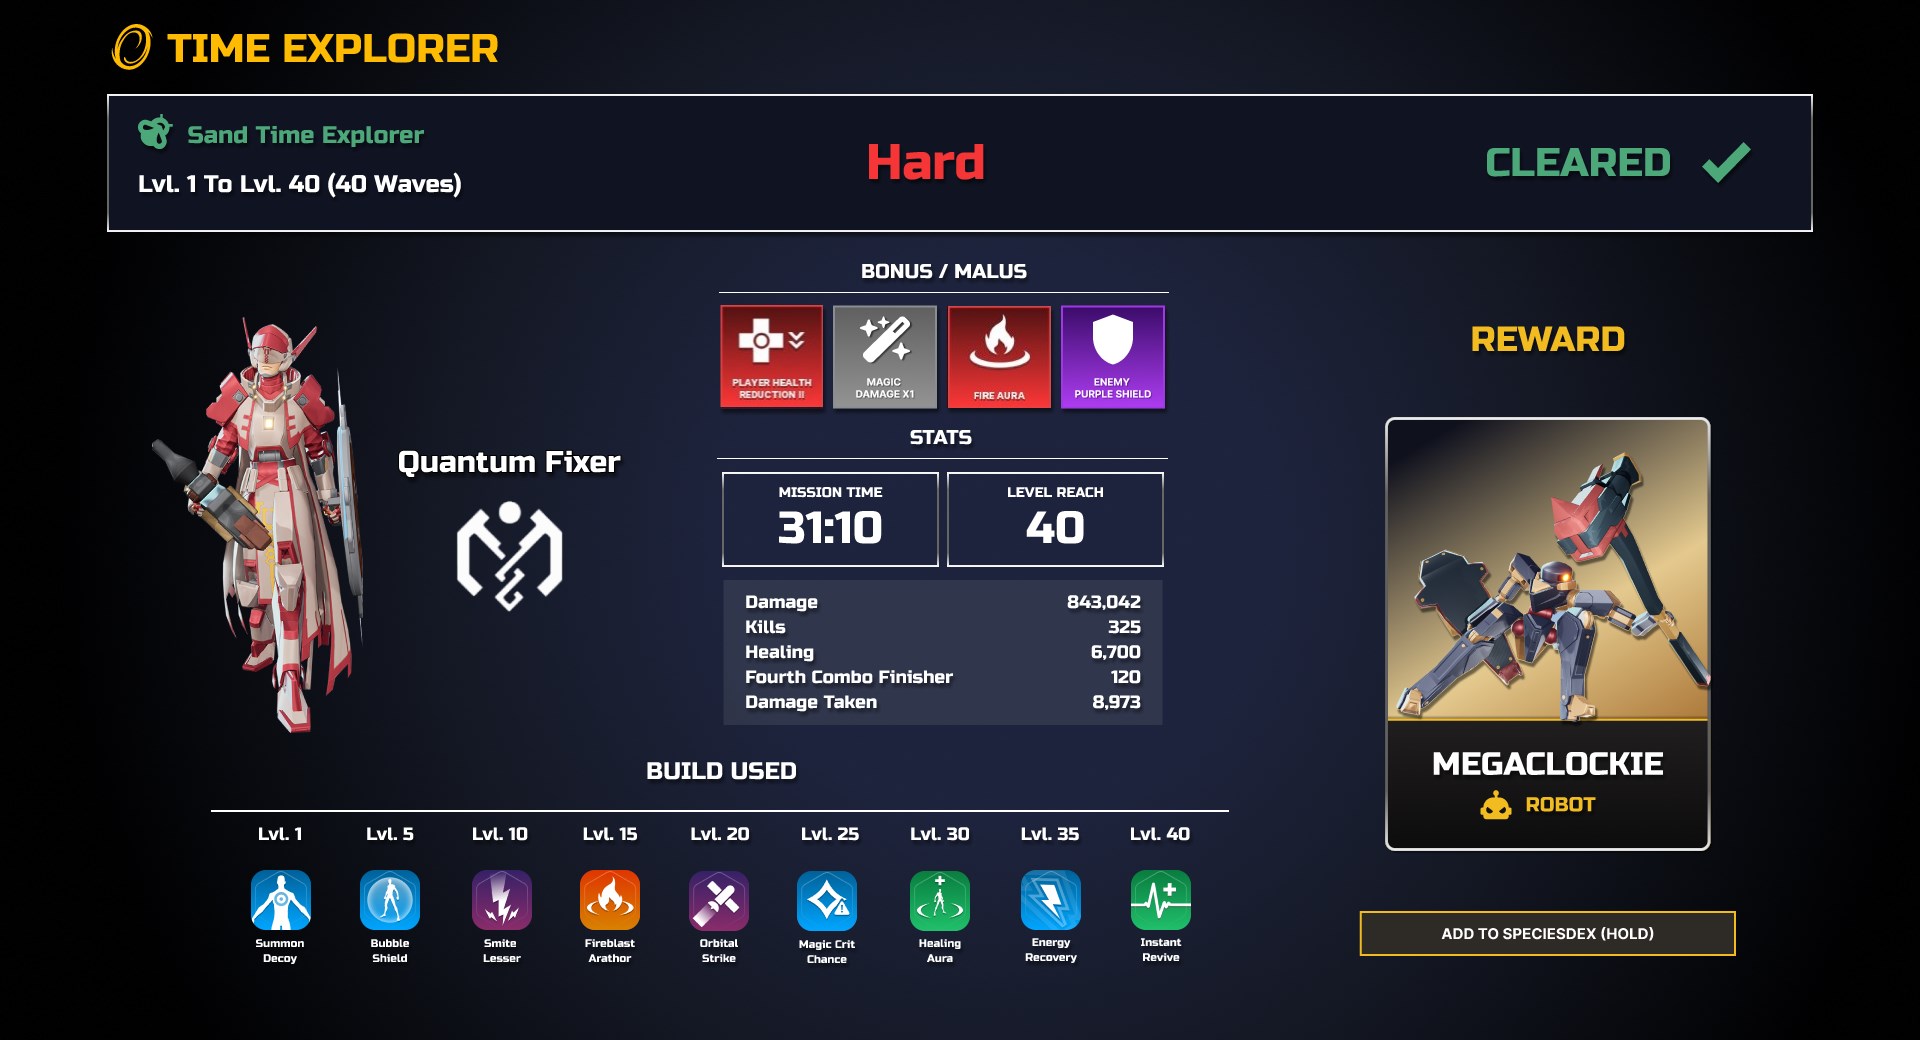 TIME EXPLORER
Sand Time Explorer
Lvl. 1 To Lvl. 40 (40 Waves)
Hard
CLEARED
BONUS / MALUS
PLAYER HEALTH
REDUCTION II
MAGIC
DAMAGE X1
FIRE AURA
ENEMY
PURPLE SHIELD
Quantum Fixer
STATS
MISSION TIME
31:10
LEVEL REACH
40
Damage 843,042
Kills 325
Healing 6,700
Fourth Combo Finisher 120
Damage Taken 8,973
REWARD
MEGACLOCKIE
ROBOT
ADD TO SPECIESDEX (HOLD)
BUILD USED
Lvl. 1 Lvl. 5 Lvl. 10 Lvl. 15 Lvl. 20 Lvl. 25 Lvl. 30 Lvl. 35 Lvl. 40
Summon
Decoy
Bubble
Shield
Smite
Lesser
Fireblast
Arathor
Orbital
Strike
Magic Crit
Chance
Healing
Aura
Energy
Recovery
Instant
Revive